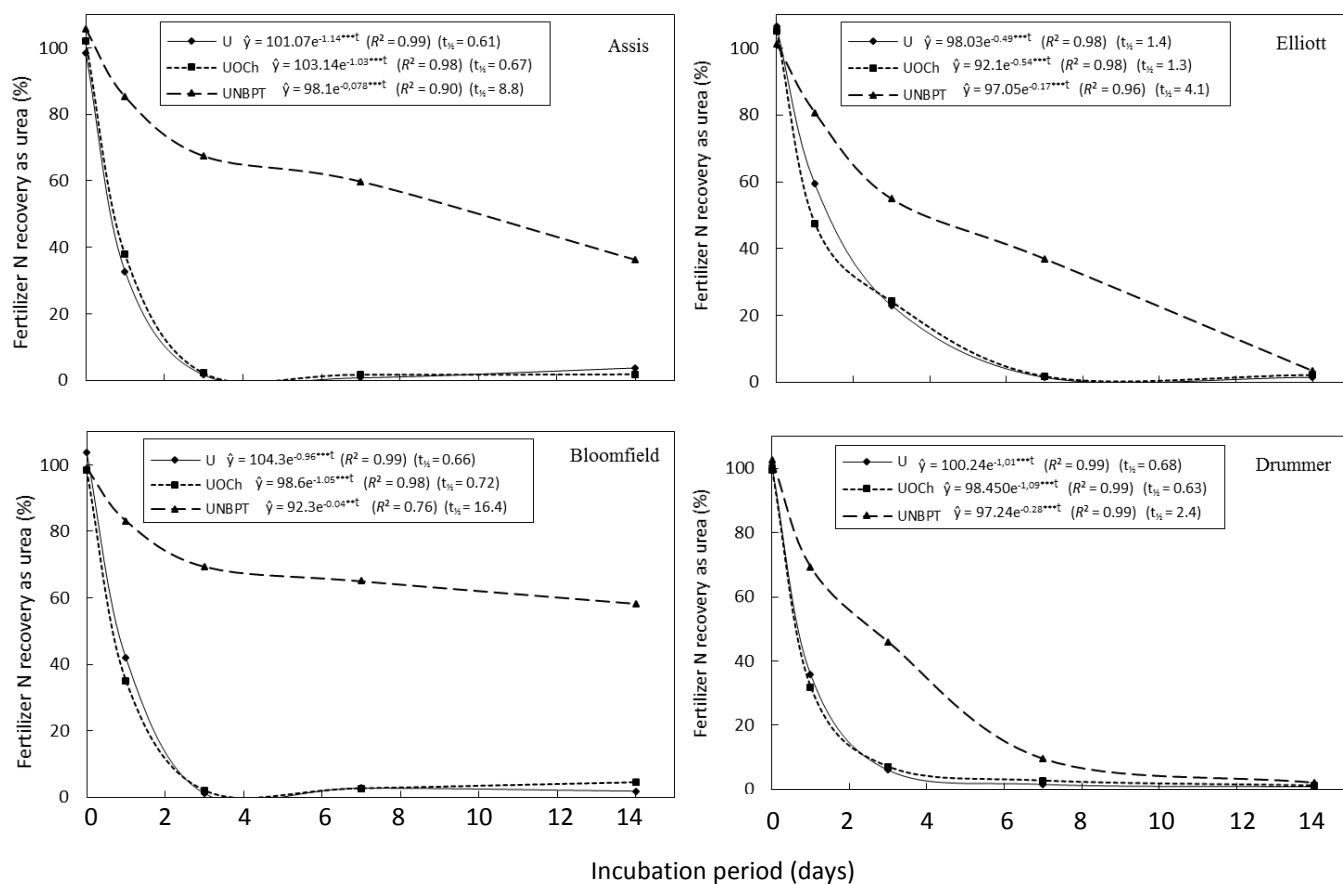 Fertilizer N recovery as urea (%)
100
80
60
40
20
0
U ŷ = 101.07e^-1.14***t (R² = 0.99) (t½ = 0.61)
UOCh ŷ = 103.14e^-1.03***t (R² = 0.98) (t½ = 0.67)
UNBPT ŷ = 98.1e^-0,078***t (R² = 0.90) (t½ = 8.8)
Assis
Fertilizer N recovery as urea (%)
100
80
60
40
20
0
U ŷ = 98.03e^-0.49***t (R² = 0.98) (t½ = 1.4)
UOCh ŷ = 92.1e^-0.54***t (R² = 0.98) (t½ = 1.3)
UNBPT ŷ = 97.05e^-0.17***t (R² = 0.96) (t½ = 4.1)
Elliott
Fertilizer N recovery as urea (%)
100
80
60
40
20
0
U ŷ = 104.3e^-0.96***t (R² = 0.99) (t½ = 0.66)
UOCh ŷ = 98.6e^-1.05***t (R² = 0.98) (t½ = 0.72)
UNBPT ŷ = 92.3e^-0.04**t (R² = 0.76) (t½ = 16.4)
Bloomfield
0 2 4 6 8 10 12 14
Fertilizer N recovery as urea (%)
100
80
60
40
20
0
U ŷ = 100.24e^-1,01***t (R² = 0.99) (t½ = 0.68)
UOCh ŷ = 98.450e^-1,09***t (R² = 0.99) (t½ = 0.63)
UNBPT ŷ = 97.24e^-0.28***t (R² = 0.99) (t½ = 2.4)
Drummer
0 2 4 6 8 10 12 14
Incubation period (days)